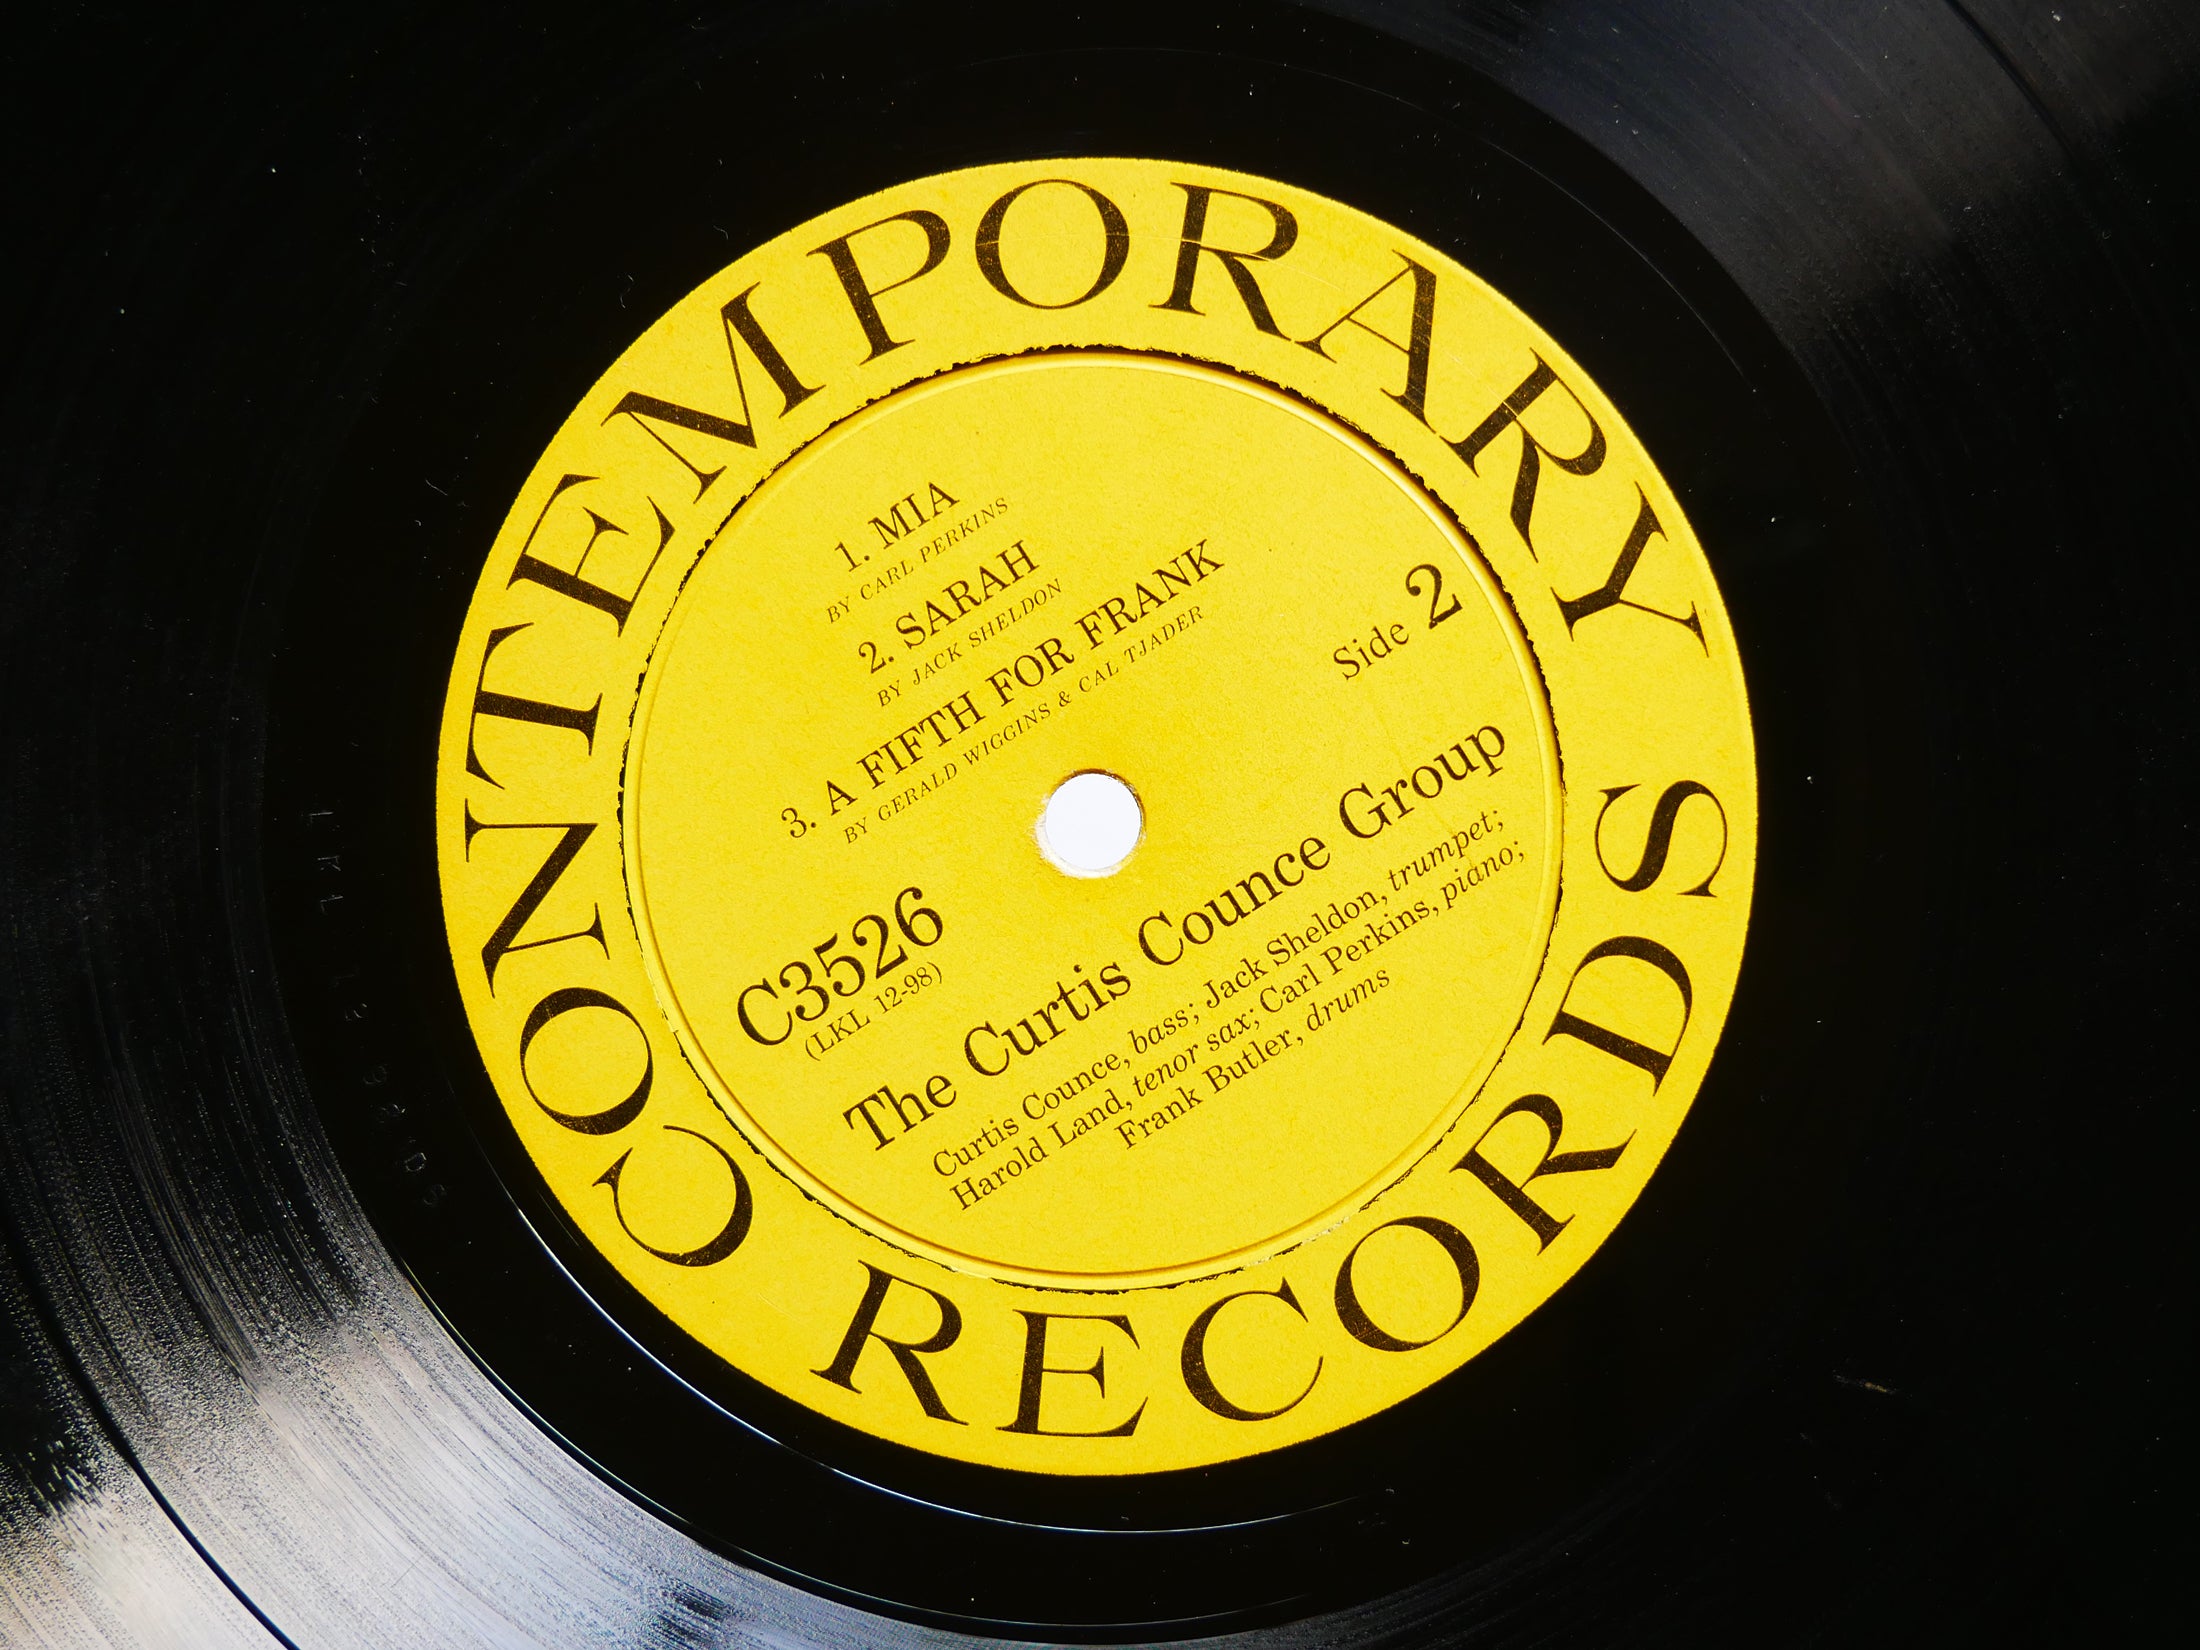 CONTEMPORARY RECORDS
1. MIA
BY CARL PERKINS
2. SARAH
BY JACK SHELDON
3. A FIFTH FOR FRANK
BY GERALD WIGGINS & CAL TJADER
Side 2
C3526
(LKL 12-98)
The Curtis Counce Group
Curtis Counce, bass; Jack Sheldon, trumpet;
Harold Land, tenor sax; Carl Perkins, piano;
Frank Butler, drums